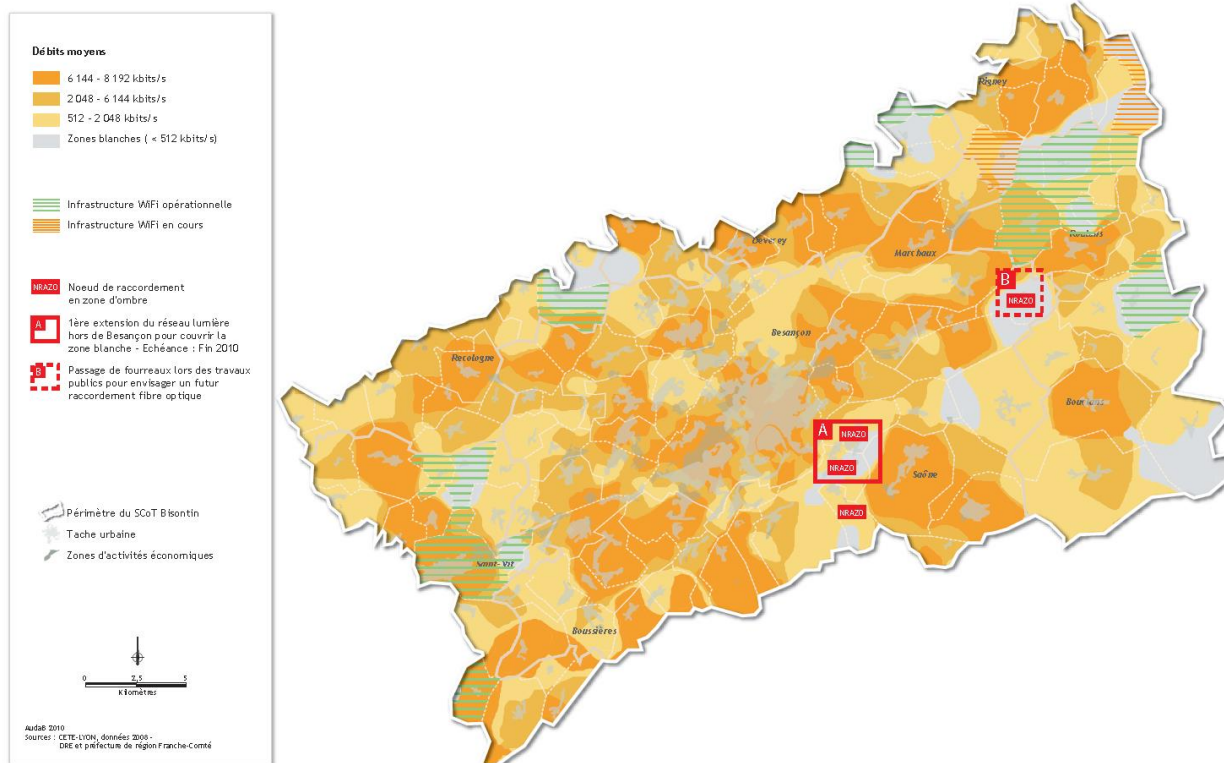 Débits moyens
6 144 - 8 192 kbits/s
2 048 - 6 144 kbits/s
512 - 2 048 kbits/s
Zones blanches ( < 512 kbits/s)
Infrastructure WiFi opérationnelle
Infrastructure WiFi en cours
NRAZO Noeud de raccordement
en zone d'ombre
A 1ère extension du réseau lumière
hors de Besançon pour couvrir la
zone blanche - Echéance : Fin 2010
B Passage de fourreaux lors des travaux
publics pour envisager un futur
raccordement fibre optique
Périmètre du SCoT Bisontin
Tache urbaine
Zones d'activités économiques
0 2,5 5
Kilomètres
AudaB 2010
Sources : CETE-LYON, données 2008 -
DRE et préfecture de région Franche-Comté
Rigney
Roulans
Marchaux
B
NRAZO
Besançon
Recologne
Bouclans
A
NRAZO
NRAZO
Saône
NRAZO
Saint-Vit
Boussières